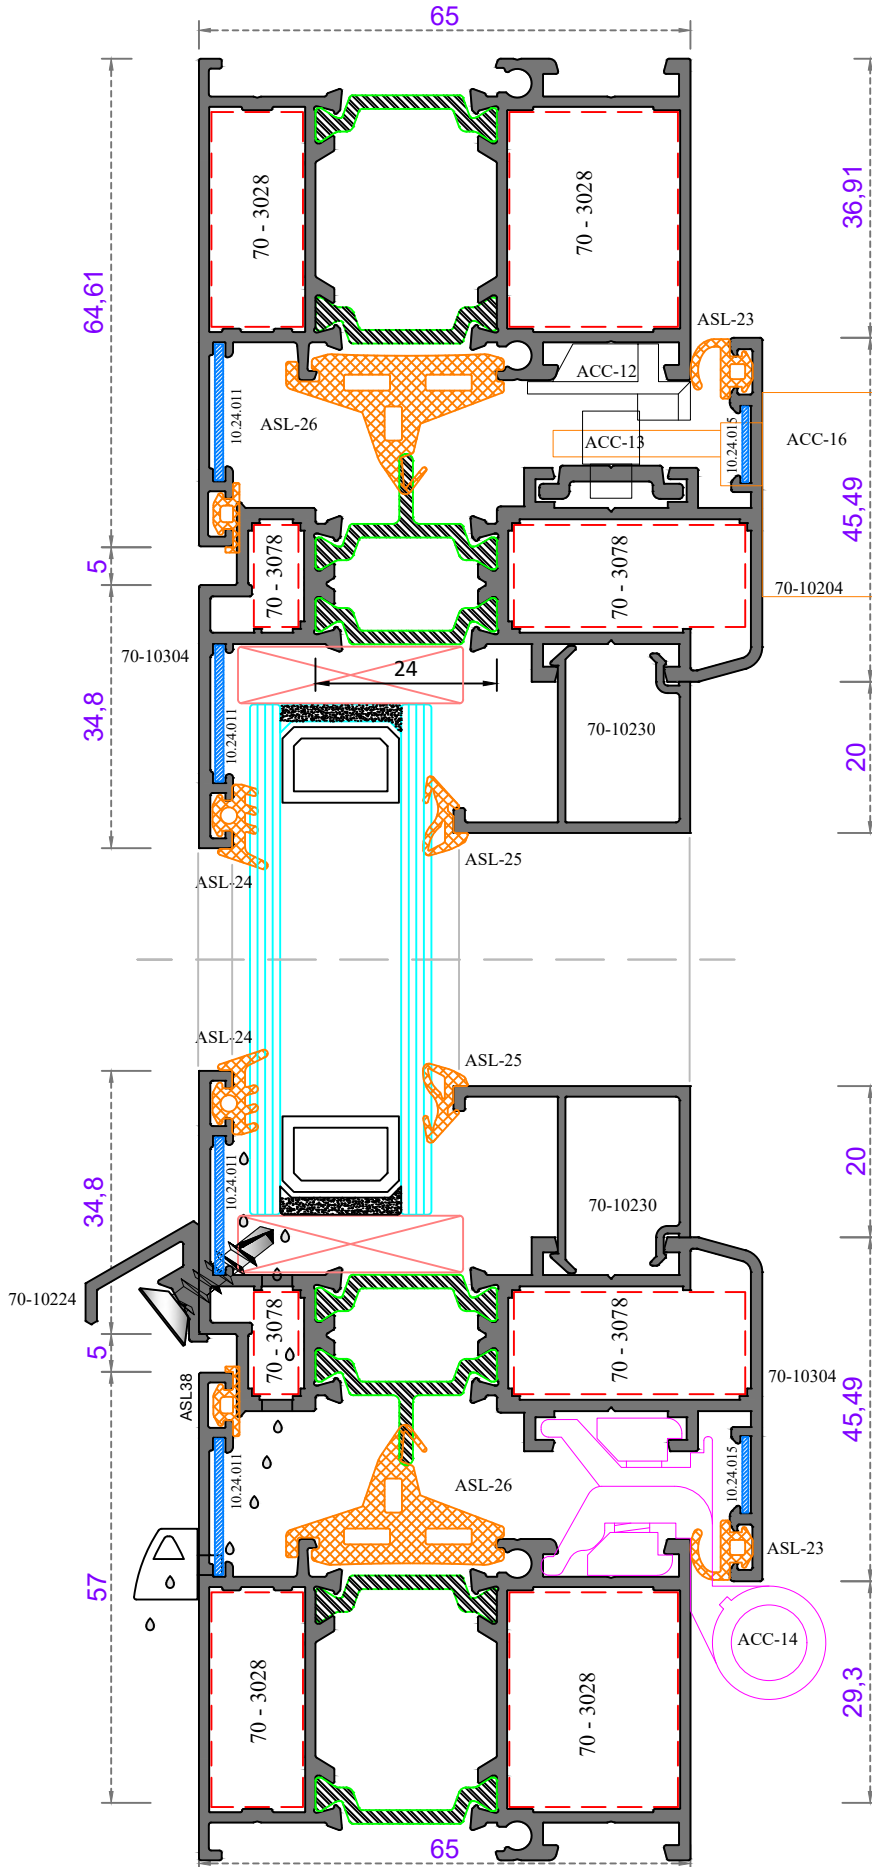 65
36,91
70 - 3028
70 - 3028
64,61
ASL-23
ACC-12
10.24.011
ASL-26
ACC-13
10.24.015
ACC-16
45,49
5
70 - 3078
70 - 3078
70-10204
70-10304
24
34,8
10.24.011
70-10230
20
ASL-24
ASL-25
ASL-24
ASL-25
34,8
10.24.011
20
70-10230
70-10224
70 - 3078
70 - 3078
5
70-10304
ASL38
45,49
10.24.011
ASL-26
10.24.015
ASL-23
57
ACC-14
29,3
70 - 3028
70 - 3028
65